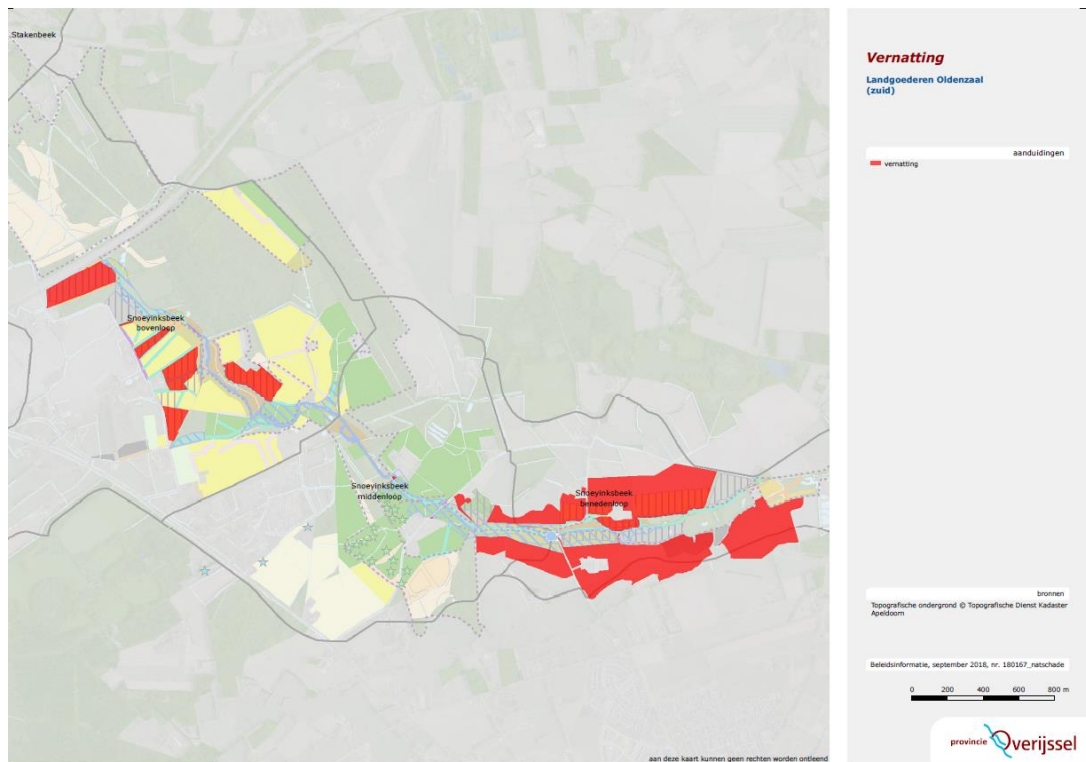 Stakenbeek
Snoeyinksbeek
bovenloop
Snoeyinksbeek
middenloop
Snoeyinksbeek
benedenloop
aan deze kaart kunnen geen rechten worden ontleend
Vernatting
Landgoederen Oldenzaal
(zuid)
aanduidingen
vernatting
bronnen
Topografische ondergrond © Topografische Dienst Kadaster
Apeldoorn
Beleidsinformatie, september 2018, nr. 180167_natschade
0 200 400 600 800 m
provincie Overijssel